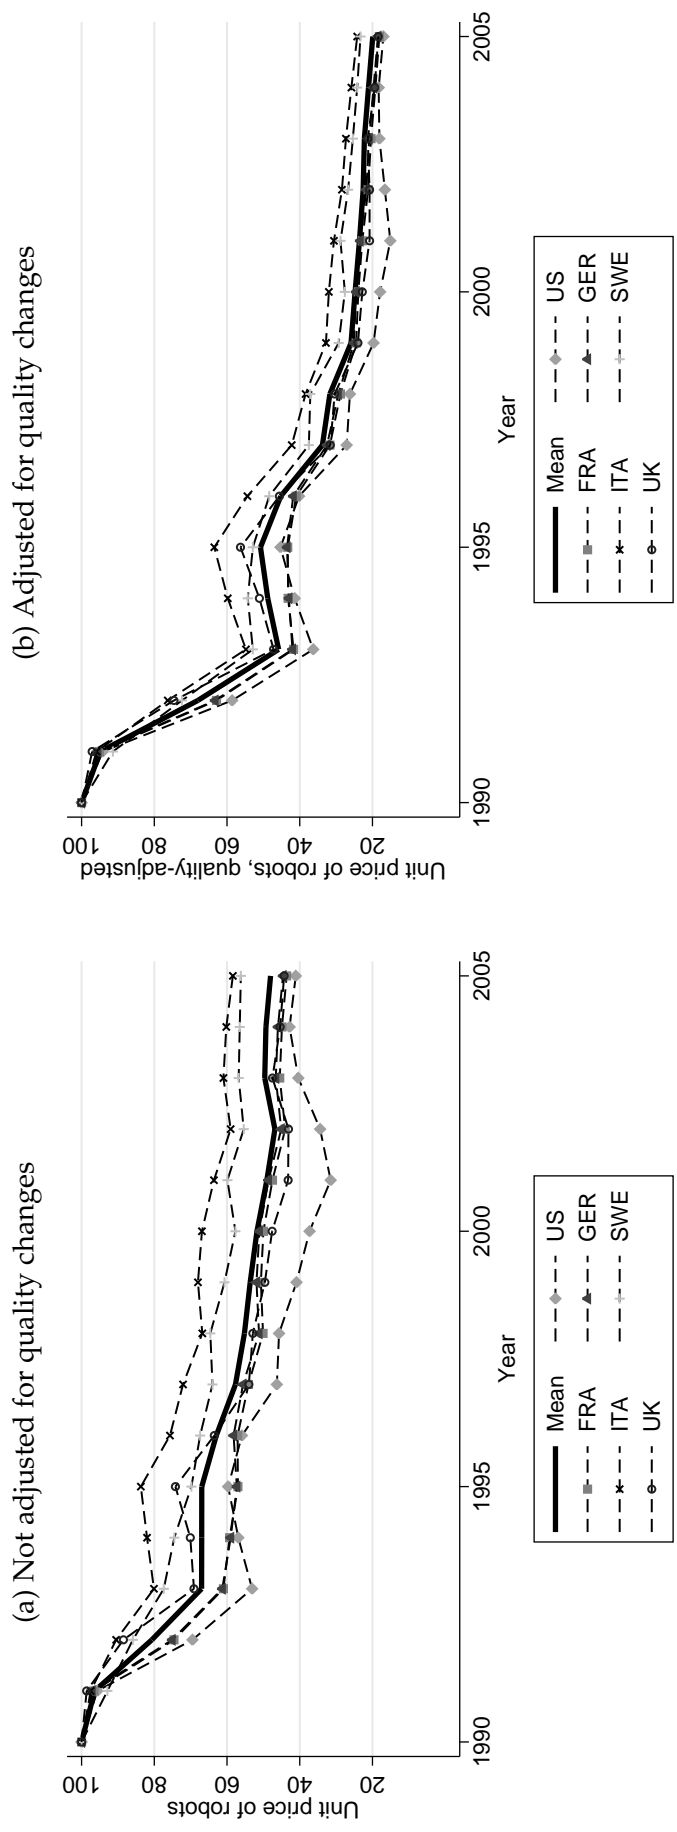 (a) Not adjusted for quality changes
Unit price of robots
100
80
60
40
20
1990
1995
2000
2005
Year
Mean
US
FRA
GER
ITA
SWE
UK
(b) Adjusted for quality changes
Unit price of robots, quality-adjusted
100
80
60
40
20
1990
1995
2000
2005
Year
Mean
US
FRA
GER
ITA
SWE
UK